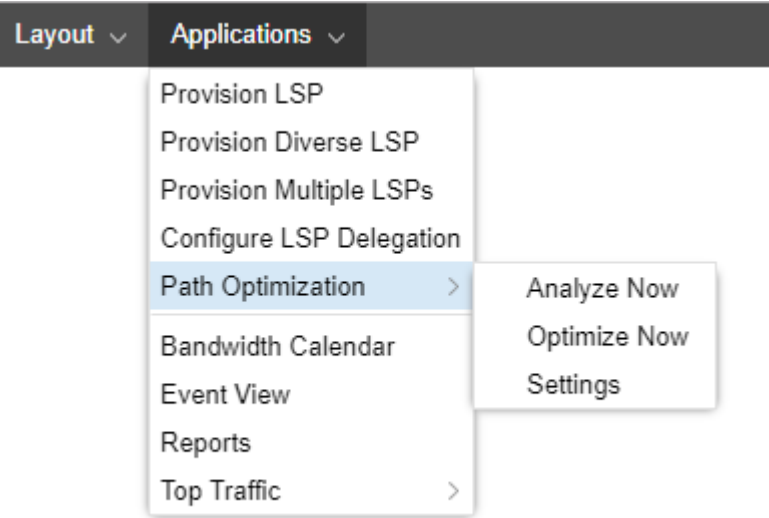 Layout Applications
Provision LSP
Provision Diverse LSP
Provision Multiple LSPs
Configure LSP Delegation
Path Optimization
Analyze Now
Optimize Now
Settings
Bandwidth Calendar
Event View
Reports
Top Traffic